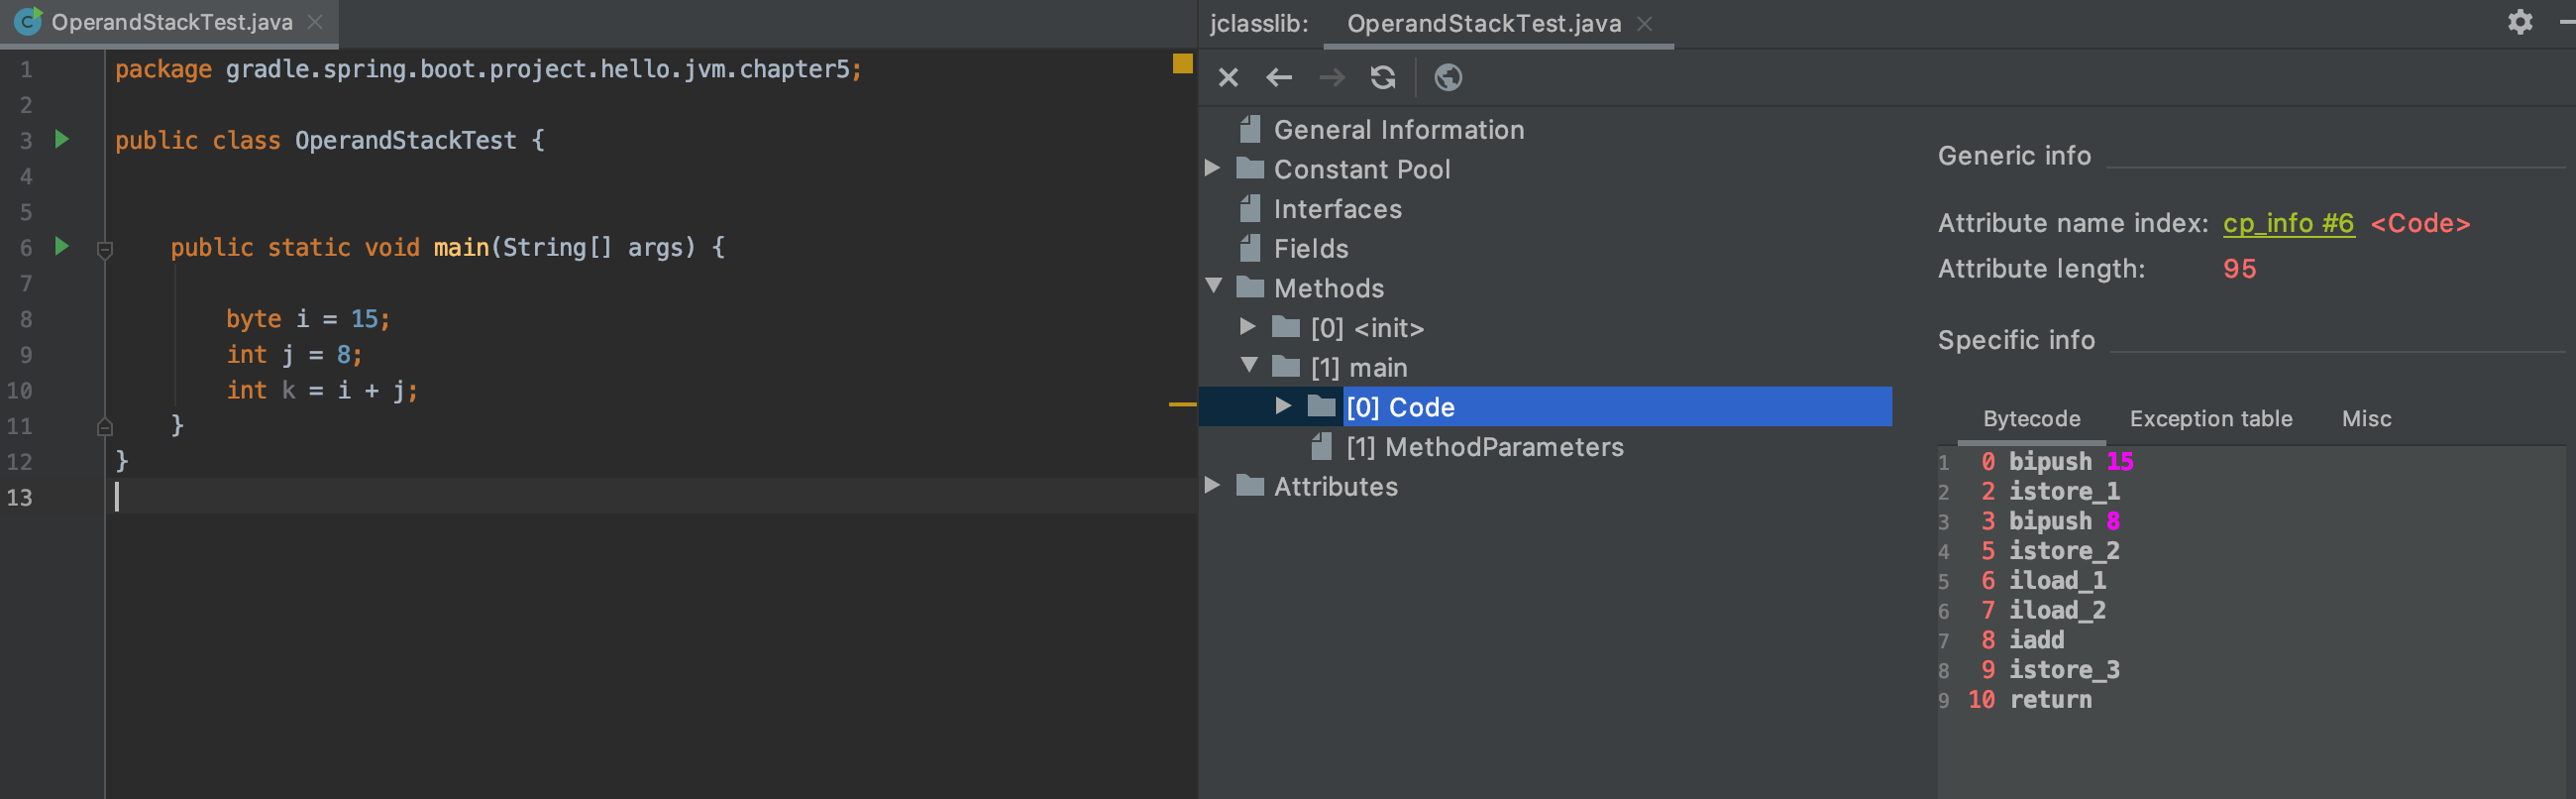 OperandStackTest.java
1 package gradle.spring.boot.project.hello.jvm.chapter5;
2
3 public class OperandStackTest {
4
5
6 public static void main(String[] args) {
7
8 byte i = 15;
9 int j = 8;
10 int k = i + j;
11 }
12 }
13
jclasslib: OperandStackTest.java
General Information
Constant Pool
Interfaces
Fields
Methods
[0] <init>
[1] main
[0] Code
[1] MethodParameters
Attributes
Generic info
Attribute name index: cp_info #6 <Code>
Attribute length: 95
Specific info
Bytecode Exception table Misc
1 0 bipush 15
2 2 istore_1
3 3 bipush 8
4 5 istore_2
5 6 iload_1
6 7 iload_2
7 8 iadd
8 9 istore_3
9 10 return